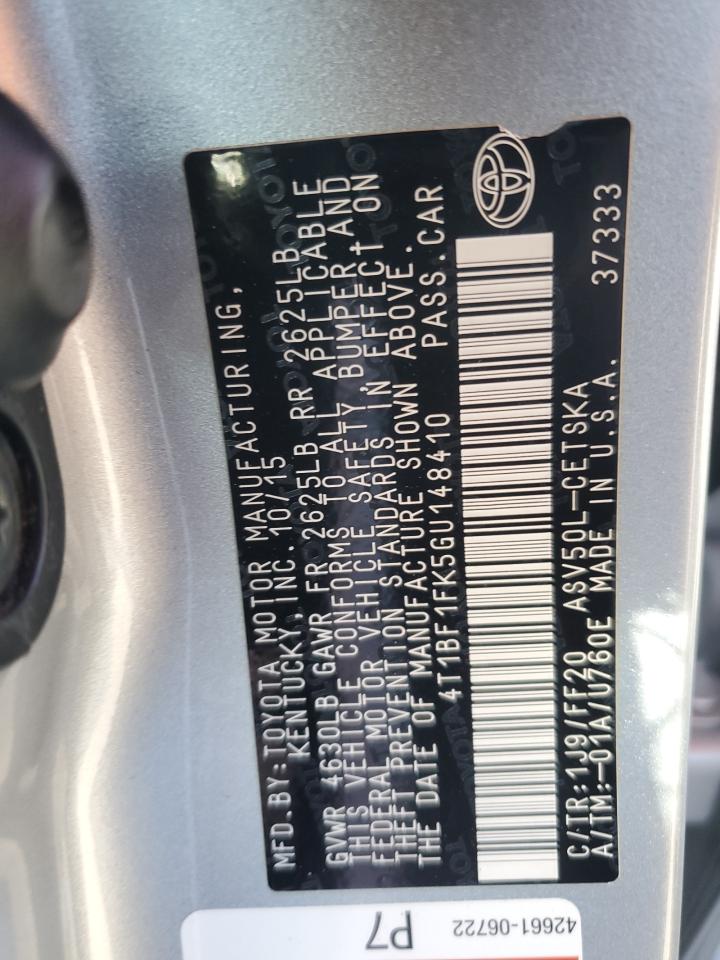 MFD.BY:TOYOTA MOTOR MANUFACTURING,
KENTUCKY, INC. 10/15
GVWR 4630LB GAWR FR 2625LB RR 2625LB
THIS VEHICLE CONFORMS TO ALL APPLICABLE
FEDERAL MOTOR VEHICLE SAFETY, BUMPER, AND
THEFT PREVENTION STANDARDS IN EFFECT ON
THE DATE OF MANUFACTURE SHOWN ABOVE.
4T1BF1FK5GU148410 PASS.CAR
37333
C/TR:1J9/FF20 ASV50L-CETSKA
A/TM:-01A/U760E MADE IN U.S.A.
P7
42661-06722